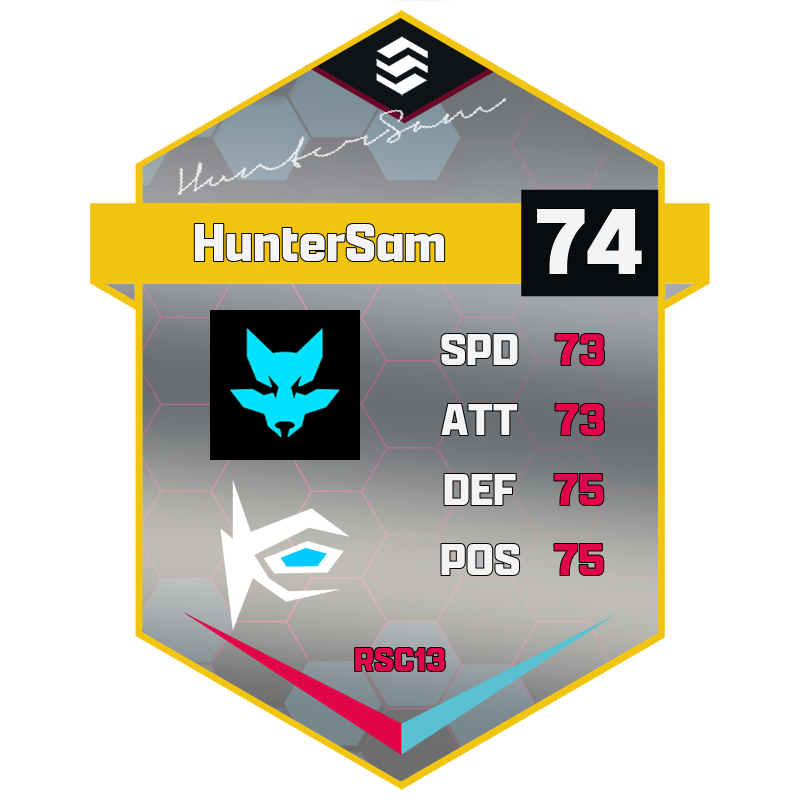 HunterSam
HunterSam 74
SPD 73
ATT 73
DEF 75
POS 75
RSC13